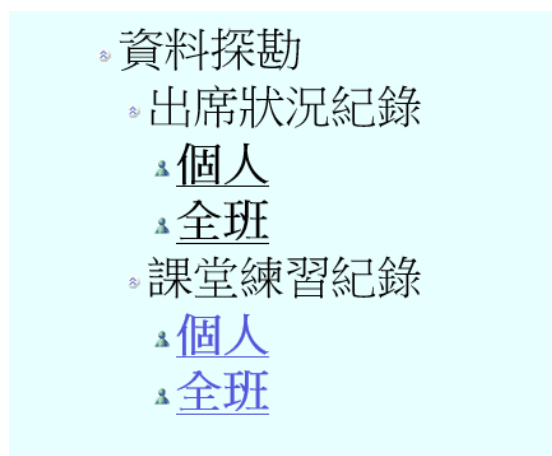 資料探勘
出席狀況紀錄
個人
全班
課堂練習紀錄
個人
全班